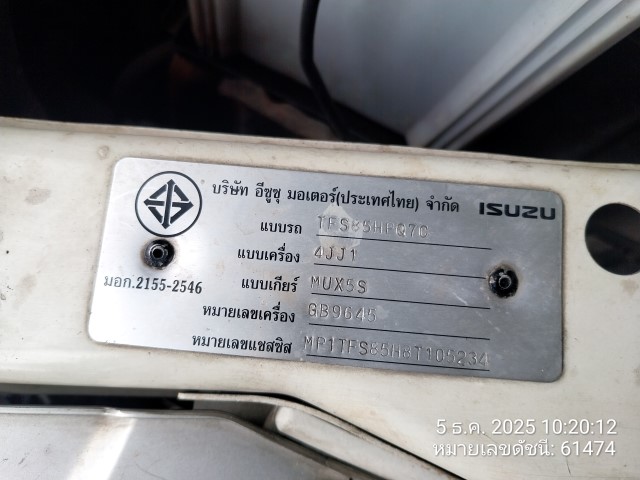 บริษัท อีซูซุ มอเตอร์(ประเทศไทย) จำกัด ISUZU
แบบรถ TFS85HPQ7C
แบบเครื่อง 4JJ1
มอก.2155-2546 แบบเกียร์ MUX5S
หมายเลขเครื่อง GB9645
หมายเลขแชสซิส MP1TFS85H8T105234
5 ธ.ค. 2025 10:20:12
หมายเลขดัชนี: 61474